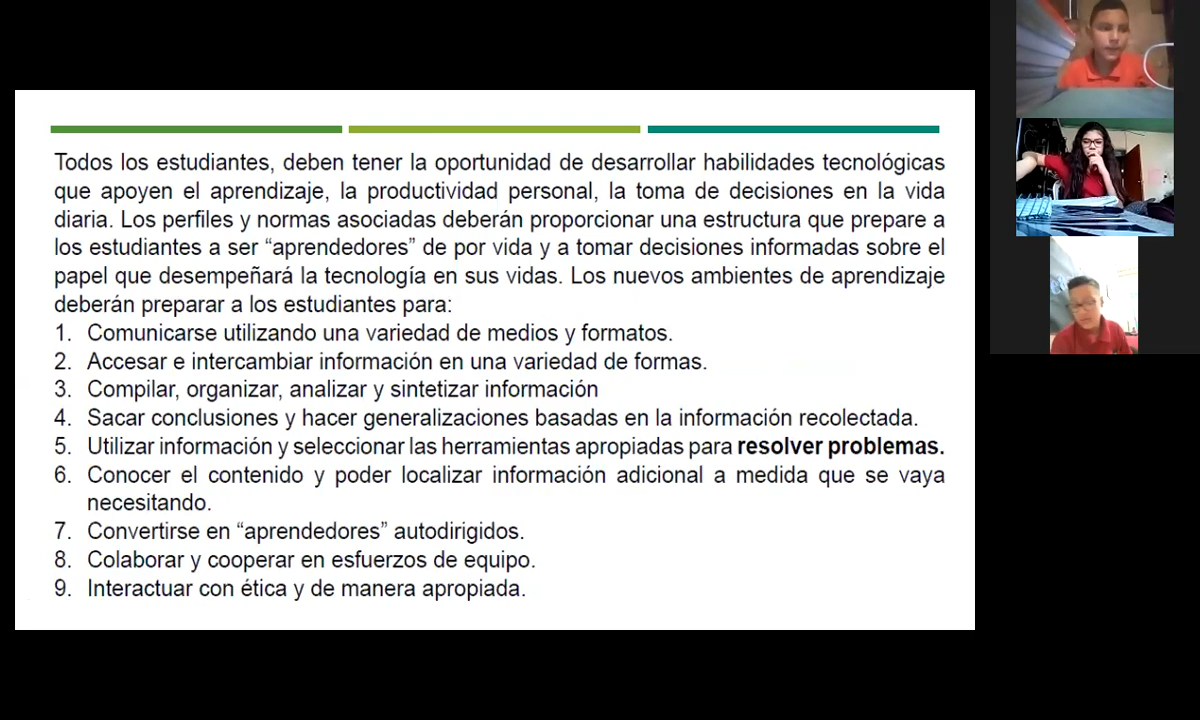 Todos los estudiantes, deben tener la oportunidad de desarrollar habilidades tecnológicas
que apoyen el aprendizaje, la productividad personal, la toma de decisiones en la vida
diaria. Los perfiles y normas asociadas deberán proporcionar una estructura que prepare a
los estudiantes a ser “aprendedores” de por vida y a tomar decisiones informadas sobre el
papel que desempeñará la tecnología en sus vidas. Los nuevos ambientes de aprendizaje
deberán preparar a los estudiantes para:
1. Comunicarse utilizando una variedad de medios y formatos.
2. Accesar e intercambiar información en una variedad de formas.
3. Compilar, organizar, analizar y sintetizar información
4. Sacar conclusiones y hacer generalizaciones basadas en la información recolectada.
5. Utilizar información y seleccionar las herramientas apropiadas para resolver problemas.
6. Conocer el contenido y poder localizar información adicional a medida que se vaya
necesitando.
7. Convertirse en “aprendedores” autodirigidos.
8. Colaborar y cooperar en esfuerzos de equipo.
9. Interactuar con ética y de manera apropiada.